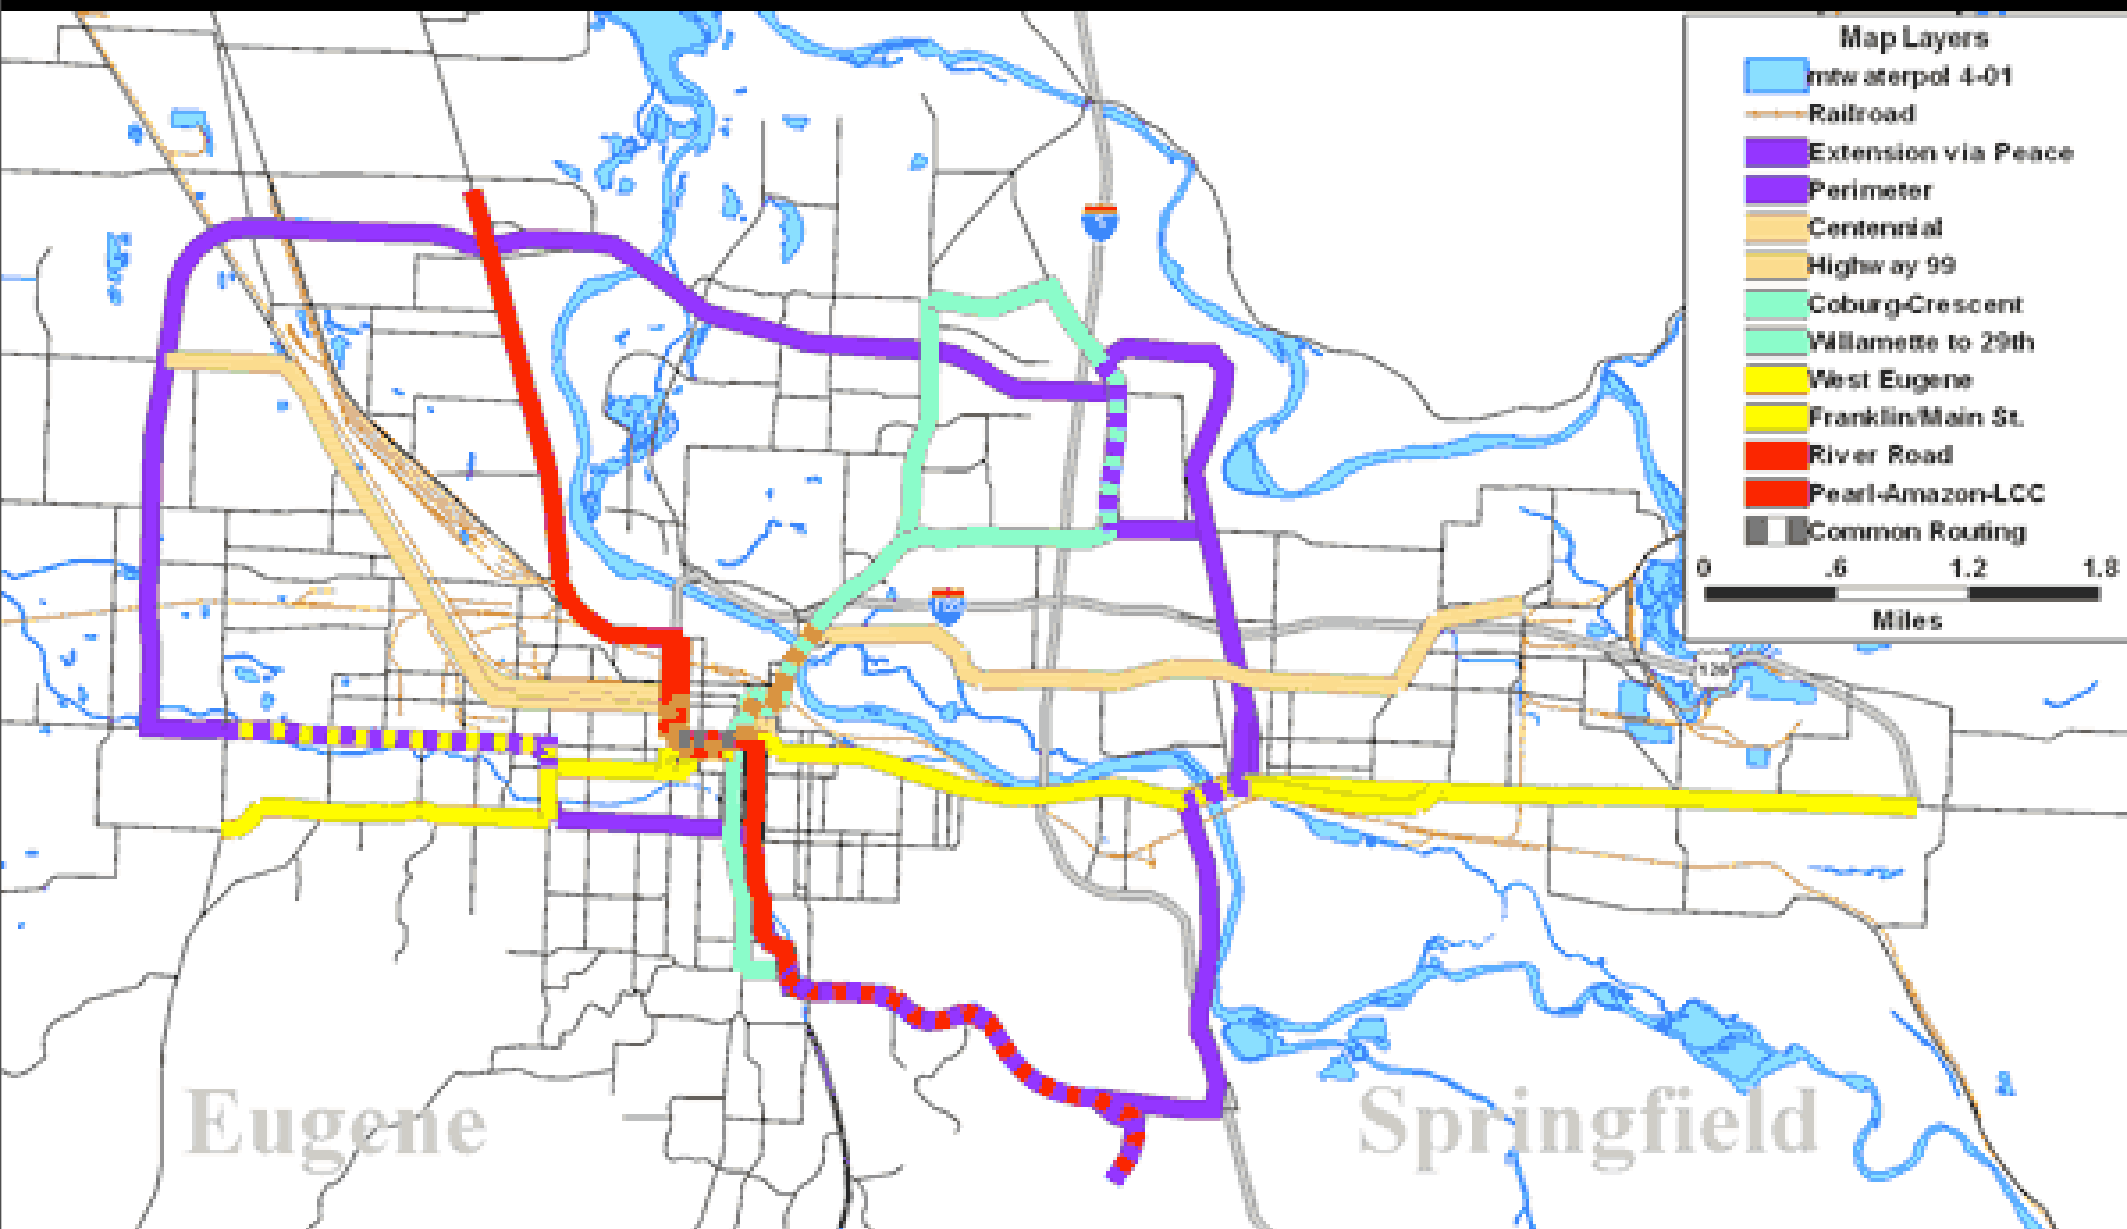 Map Layers
mtwaterpol 4-01
Railroad
Extension via Peace
Perimeter
Centennial
Highway 99
Coburg-Crescent
Willamette to 29th
West Eugene
Franklin/Main St.
River Road
Pearl-Amazon-LCC
Common Routing
0 .6 1.2 1.8
Miles
126
Eugene
Springfield